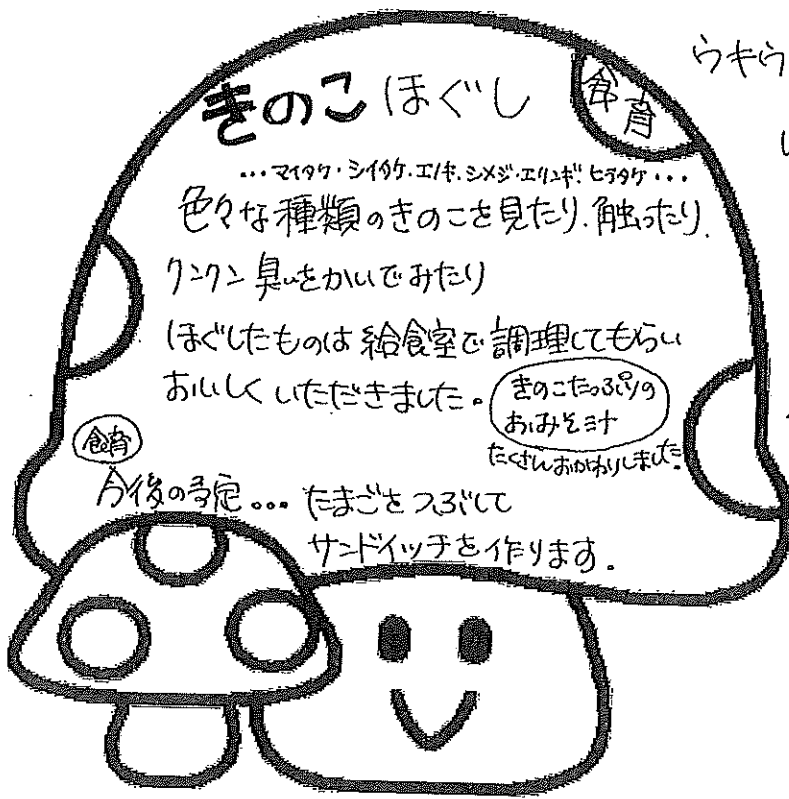 きのこほぐし
食育
ウキウ
…マイタケ・シイタケ・エノキ・シメジ・エリンギ・ヒラタケ…
色々な種類のきのこを見たり、触ったり、
クンクン臭いをかいでみたり
ほぐしたものは給食室で調理してもらい
おいしくいただきました。
きのこたっぷりの
おみそ汁
たくさんおかわりしました。
食育
今後の予定…たまごをつぶして
サンドイッチを作ります。